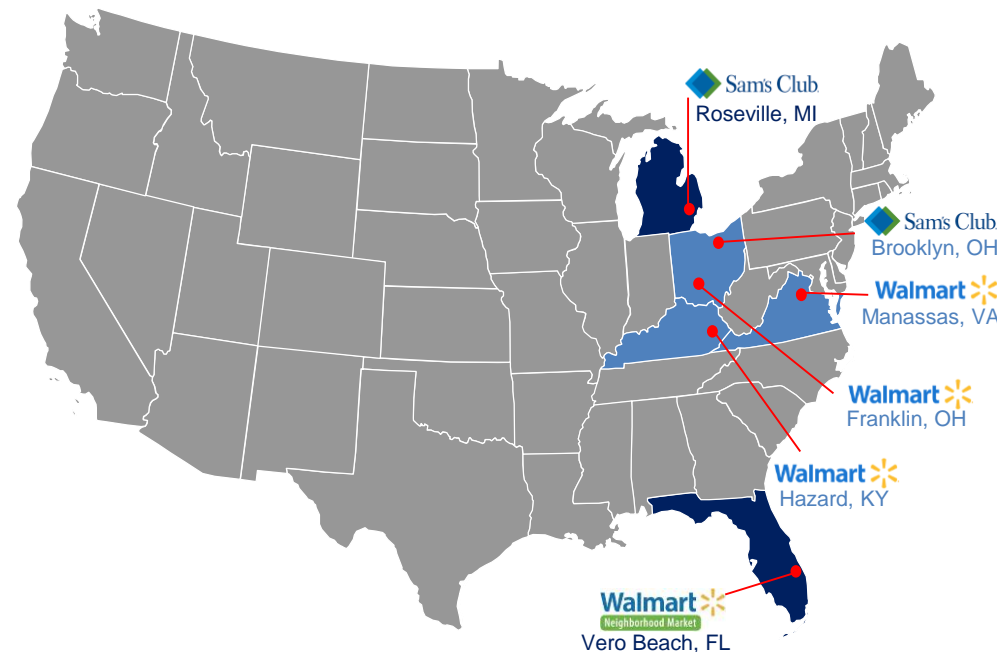 Sam's Club
Roseville, MI
Sam's Club
Brooklyn, OH
Walmart
Manassas, VA
Walmart
Franklin, OH
Walmart
Hazard, KY
Walmart
Neighborhood Market
Vero Beach, FL